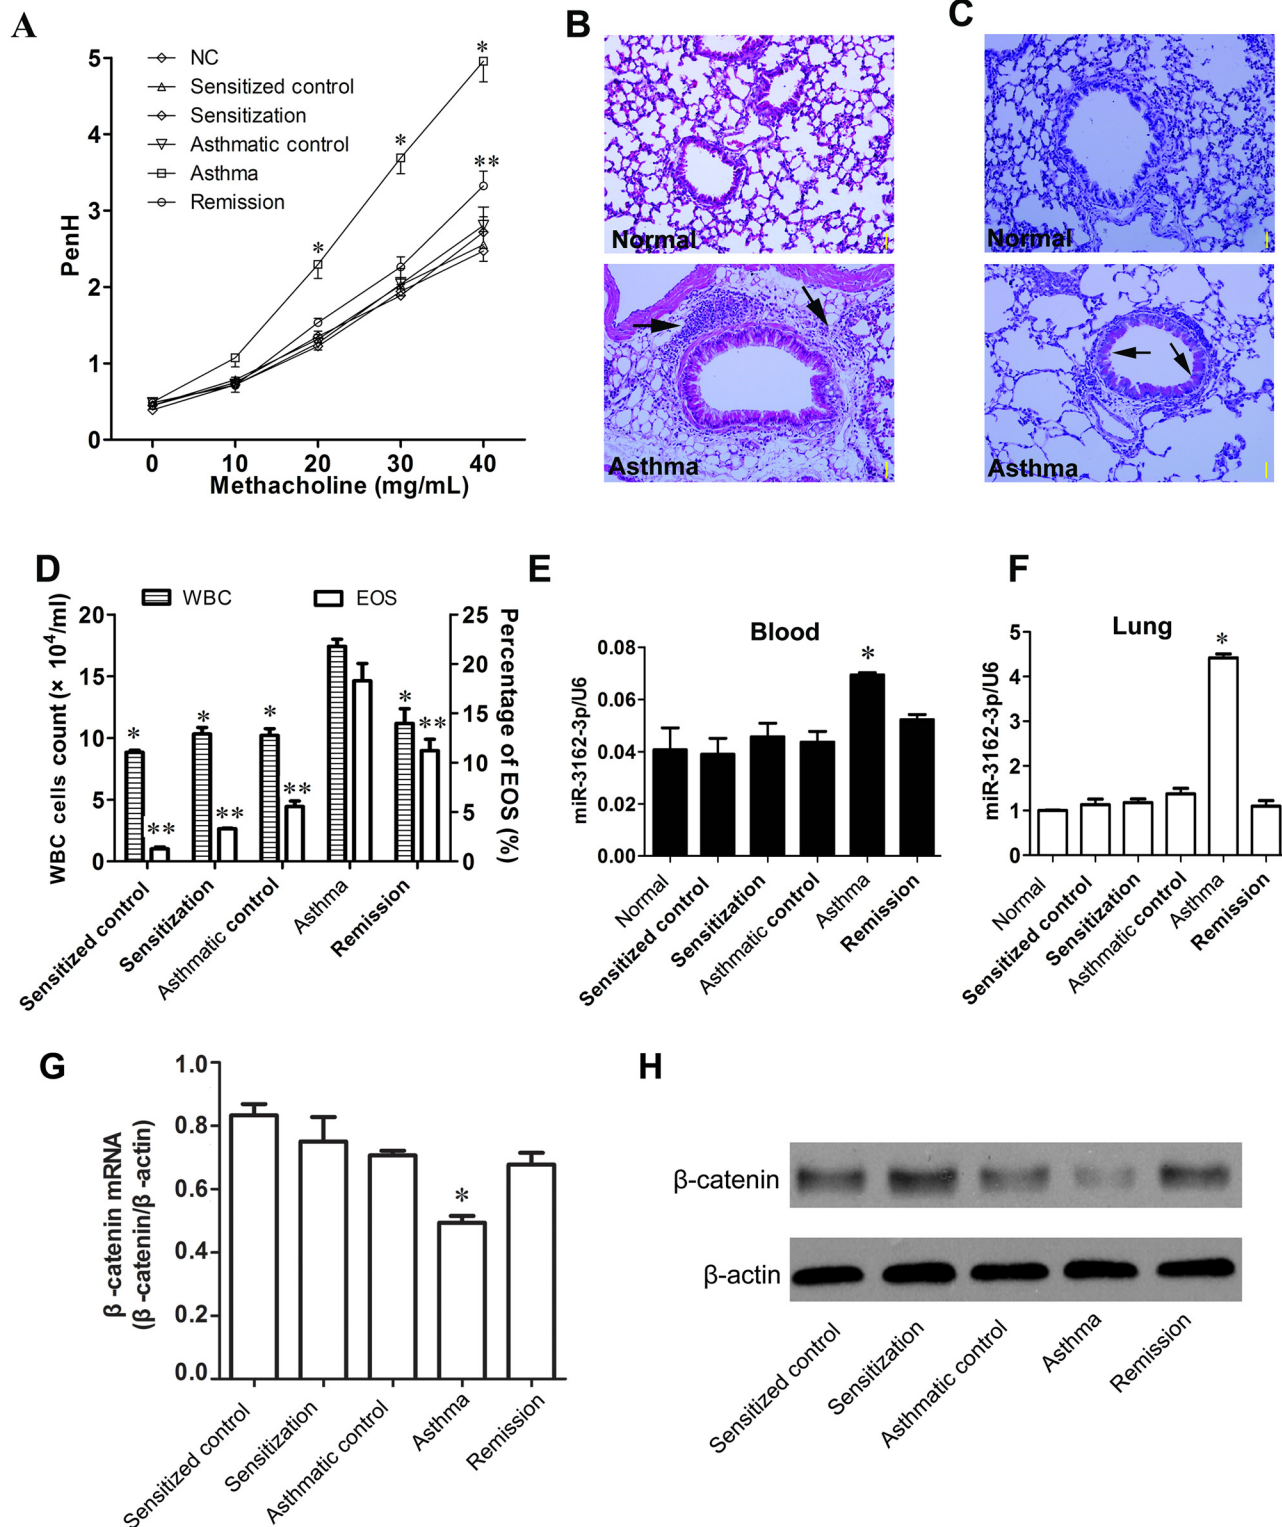 A
NC
Sensitized control
Sensitization
Asthmatic control
Asthma
Remission
PenH
5
4
3
2
1
0
*
*
*
**
0 10 20 30 40
Methacholine (mg/mL)
B
Normal
Asthma
C
Normal
Asthma
D
WBC
EOS
WBC cells count (× 10⁴/ml)
20
15
10
5
0
Percentage of EOS (%)
25
20
15
10
5
0
*
**
*
**
*
**
*
**
Sensitized control
Sensitization
Asthmatic control
Asthma
Remission
E
Blood
miR-3162-3p/U6
0.08
0.06
0.04
0.02
0.00
*
Normal
Sensitized control
Sensitization
Asthmatic control
Asthma
Remission
F
Lung
miR-3162-3p/U6
5
4
3
2
1
0
*
Normal
Sensitized control
Sensitization
Asthmatic control
Asthma
Remission
G
β -catenin mRNA
(β -catenin/β -actin)
1.0
0.8
0.6
0.4
0.2
0.0
*
Sensitized control
Sensitization
Asthmatic control
Asthma
Remission
H
β-catenin
β-actin
Sensitized control
Sensitization
Asthmatic control
Asthma
Remission